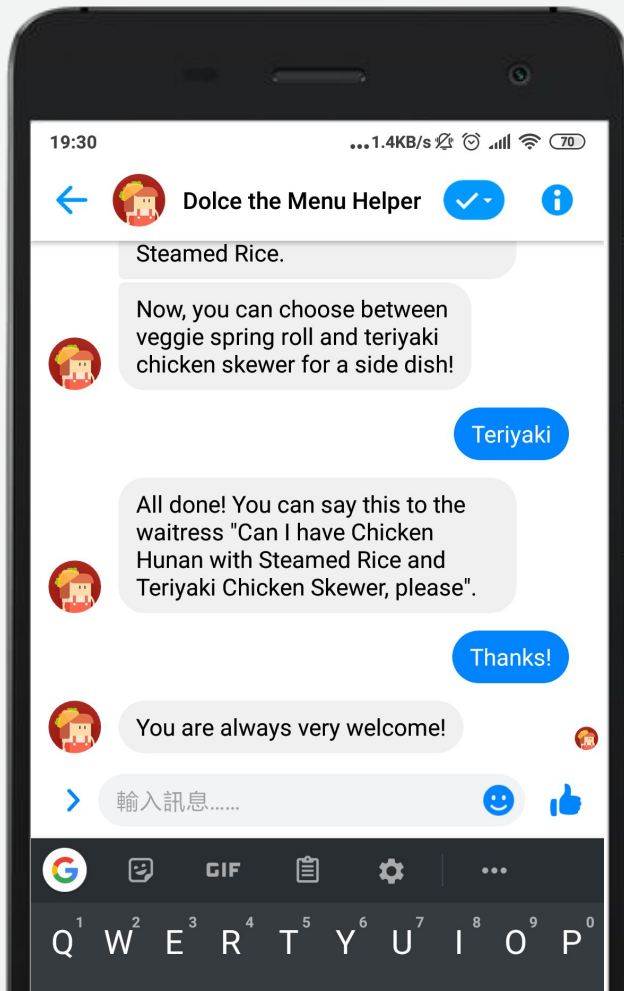 19:30
...1.4KB/s
70
Dolce the Menu Helper
Steamed Rice.
Now, you can choose between
veggie spring roll and teriyaki
chicken skewer for a side dish!
Teriyaki
All done! You can say this to the
waitress "Can I have Chicken
Hunan with Steamed Rice and
Teriyaki Chicken Skewer, please".
Thanks!
You are always very welcome!
輸入訊息......
G
GIF
1 2 3 4 5 6 7 8 9 0
Q W E R T Y U I O P